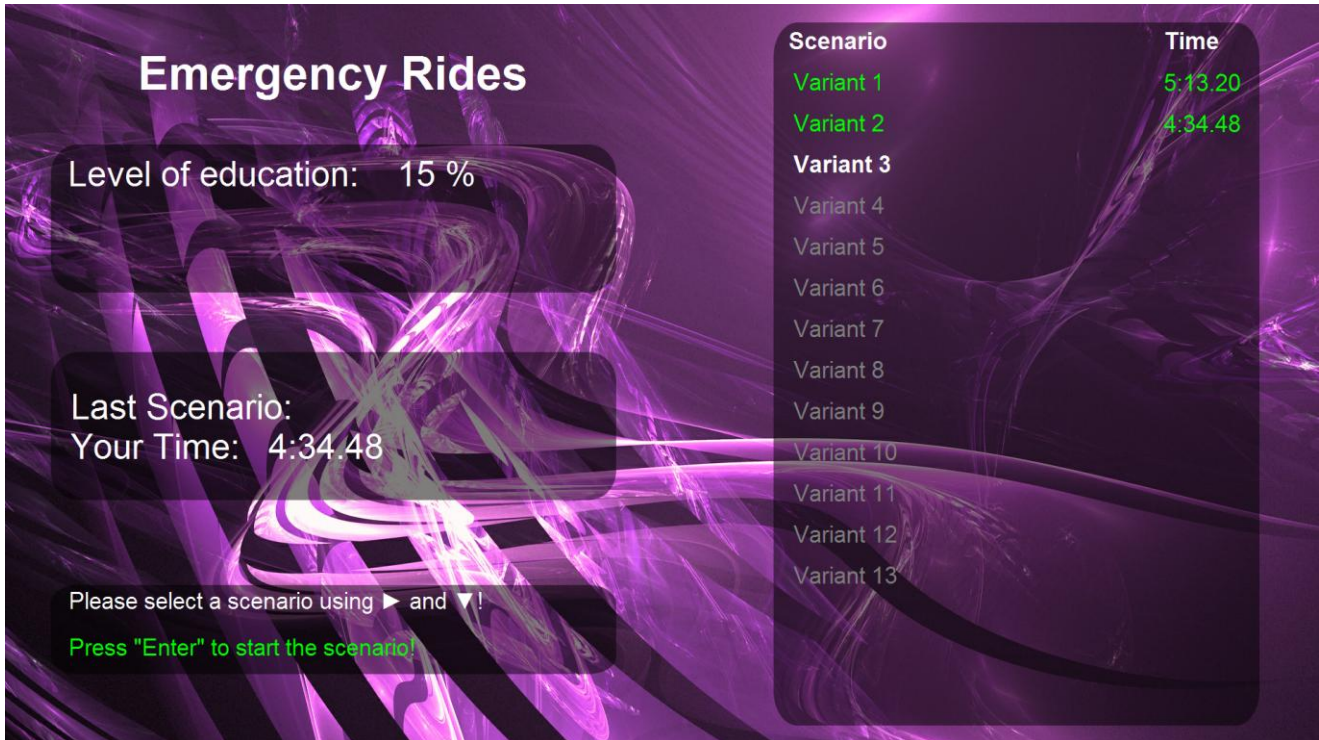 Emergency Rides
Level of education: 15 %
Last Scenario:
Your Time: 4:34.48
Please select a scenario using ► and ▼!
Press "Enter" to start the scenario!
Scenario Time
Variant 1 5:13.20
Variant 2 4:34.48
Variant 3
Variant 4
Variant 5
Variant 6
Variant 7
Variant 8
Variant 9
Variant 10
Variant 11
Variant 12
Variant 13